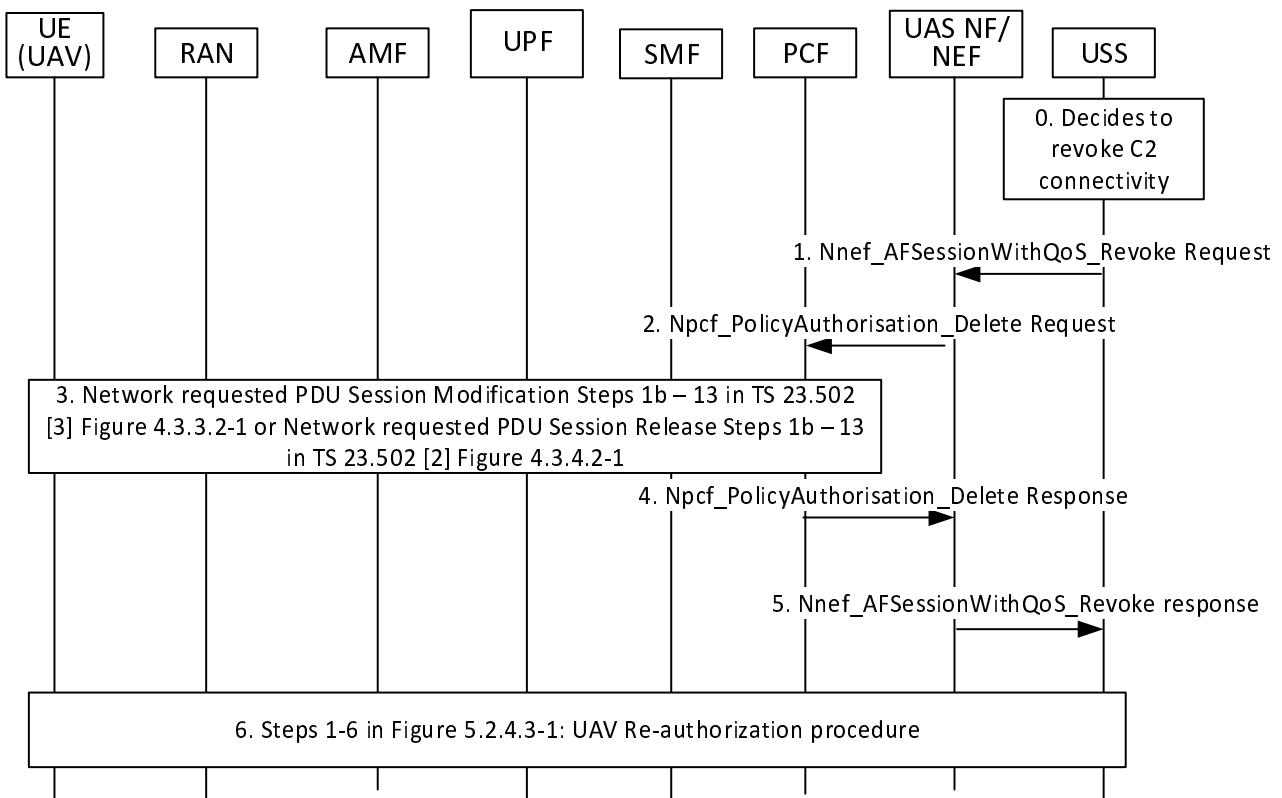 UE
(UAV)
RAN
AMF
UPF
SMF
PCF
UAS NF/
NEF
USS
0. Decides to
revoke C2
connectivity
1. Nnef_AFSessionWithQoS_Revoke Request
2. Npcf_PolicyAuthorisation_Delete Request
3. Network requested PDU Session Modification Steps 1b – 13 in TS 23.502
[3] Figure 4.3.3.2-1 or Network requested PDU Session Release Steps 1b – 13
in TS 23.502 [2] Figure 4.3.4.2-1
4. Npcf_PolicyAuthorisation_Delete Response
5. Nnef_AFSessionWithQoS_Revoke response
6. Steps 1-6 in Figure 5.2.4.3-1: UAV Re-authorization procedure